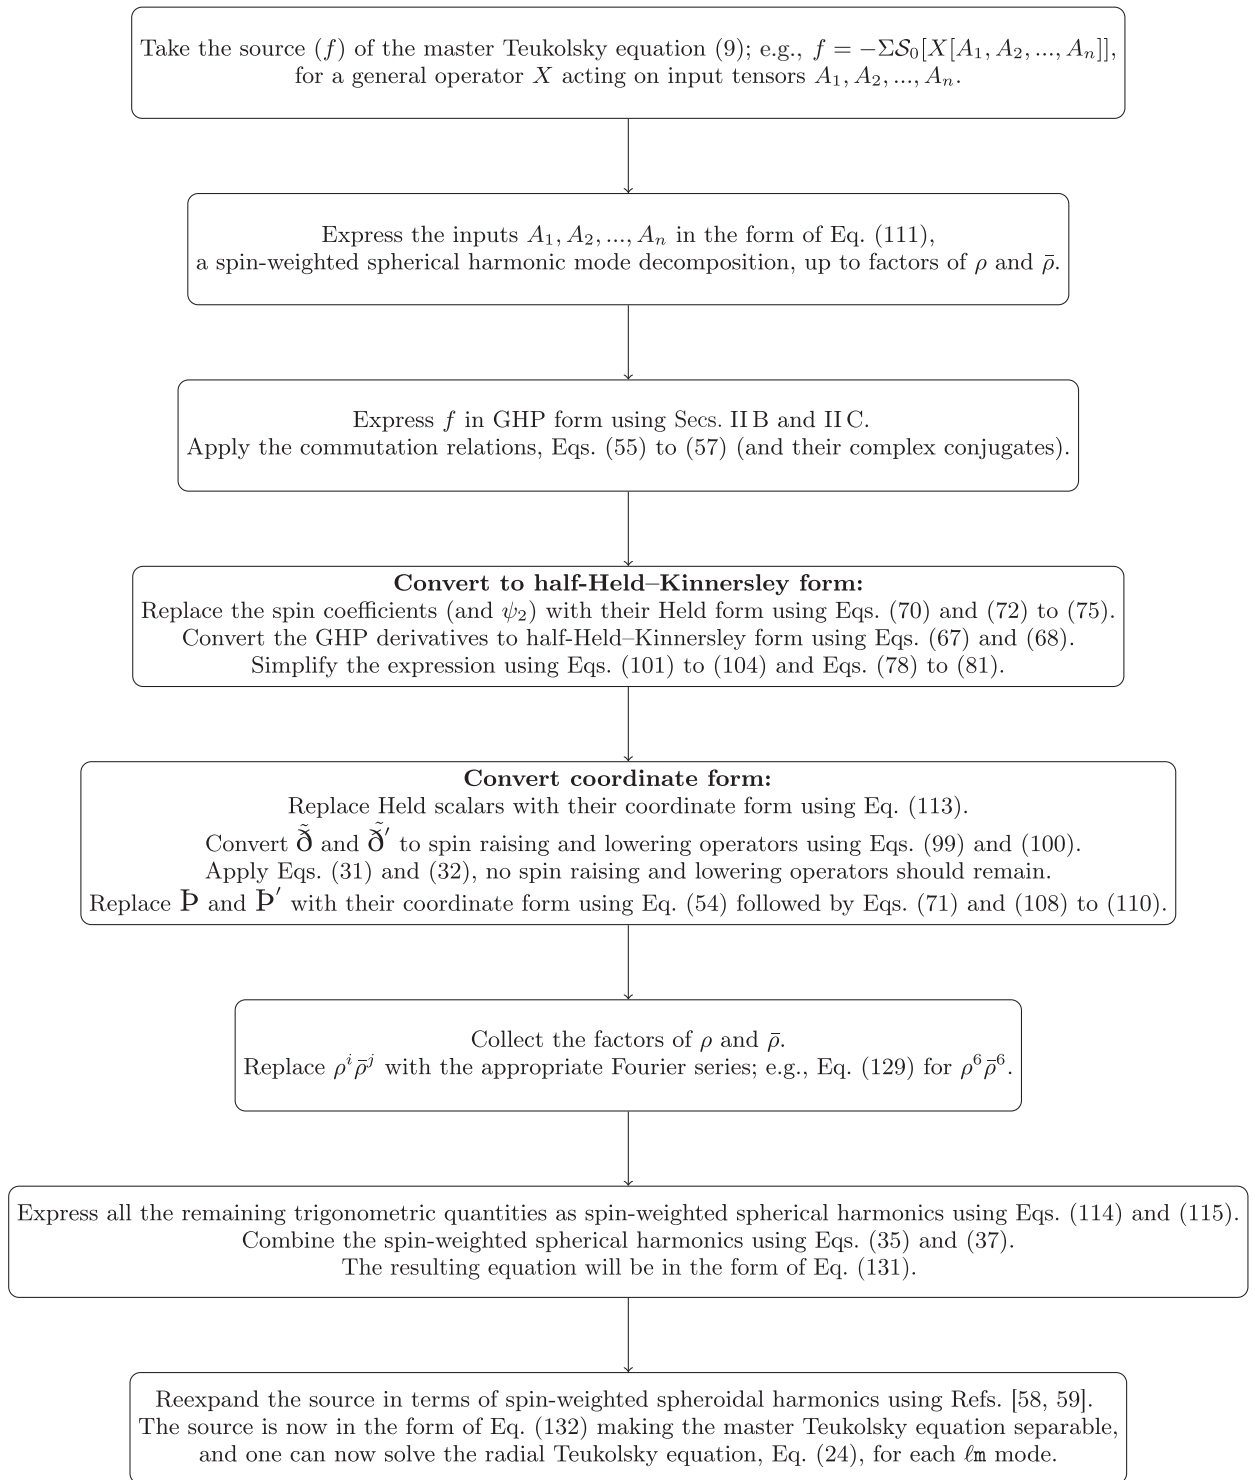 Take the source (f) of the master Teukolsky equation (9); e.g., f = −Σ𝒮₀[X[A₁, A₂, ..., Aₙ]],
for a general operator X acting on input tensors A₁, A₂, ..., Aₙ.
Express the inputs A₁, A₂, ..., Aₙ in the form of Eq. (111),
a spin-weighted spherical harmonic mode decomposition, up to factors of ρ and ρ̄.
Express f in GHP form using Secs. II B and II C.
Apply the commutation relations, Eqs. (55) to (57) (and their complex conjugates).
Convert to half-Held–Kinnersley form:
Replace the spin coefficients (and ψ₂) with their Held form using Eqs. (70) and (72) to (75).
Convert the GHP derivatives to half-Held–Kinnersley form using Eqs. (67) and (68).
Simplify the expression using Eqs. (101) to (104) and Eqs. (78) to (81).
Convert coordinate form:
Replace Held scalars with their coordinate form using Eq. (113).
Convert ð̃ and ð̃′ to spin raising and lowering operators using Eqs. (99) and (100).
Apply Eqs. (31) and (32), no spin raising and lowering operators should remain.
Replace Þ and Þ′ with their coordinate form using Eq. (54) followed by Eqs. (71) and (108) to (110).
Collect the factors of ρ and ρ̄.
Replace ρⁱρ̄ʲ with the appropriate Fourier series; e.g., Eq. (129) for ρ⁶ρ̄⁶.
Express all the remaining trigonometric quantities as spin-weighted spherical harmonics using Eqs. (114) and (115).
Combine the spin-weighted spherical harmonics using Eqs. (35) and (37).
The resulting equation will be in the form of Eq. (131).
Reexpand the source in terms of spin-weighted spheroidal harmonics using Refs. [58, 59].
The source is now in the form of Eq. (132) making the master Teukolsky equation separable,
and one can now solve the radial Teukolsky equation, Eq. (24), for each ℓm mode.